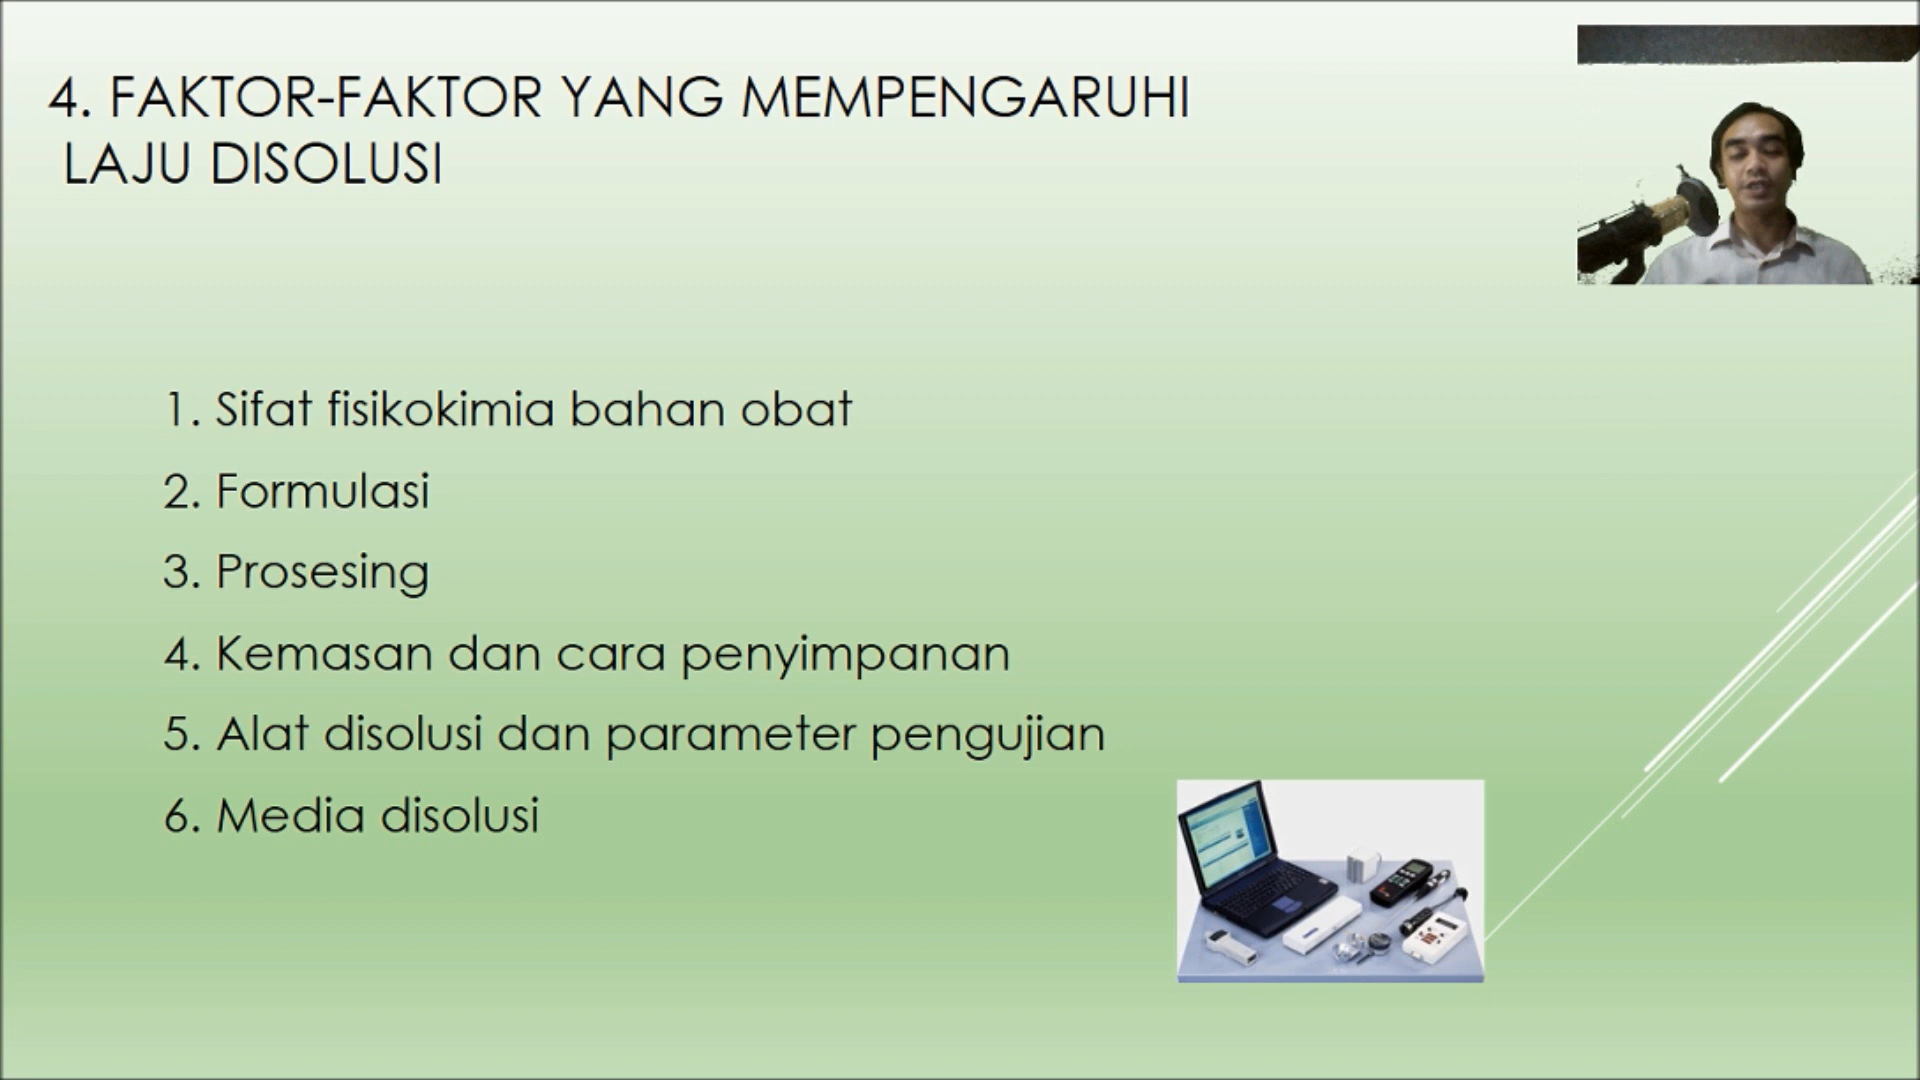 4. FAKTOR-FAKTOR YANG MEMPENGARUHI
LAJU DISOLUSI
1. Sifat fisikokimia bahan obat
2. Formulasi
3. Prosesing
4. Kemasan dan cara penyimpanan
5. Alat disolusi dan parameter pengujian
6. Media disolusi